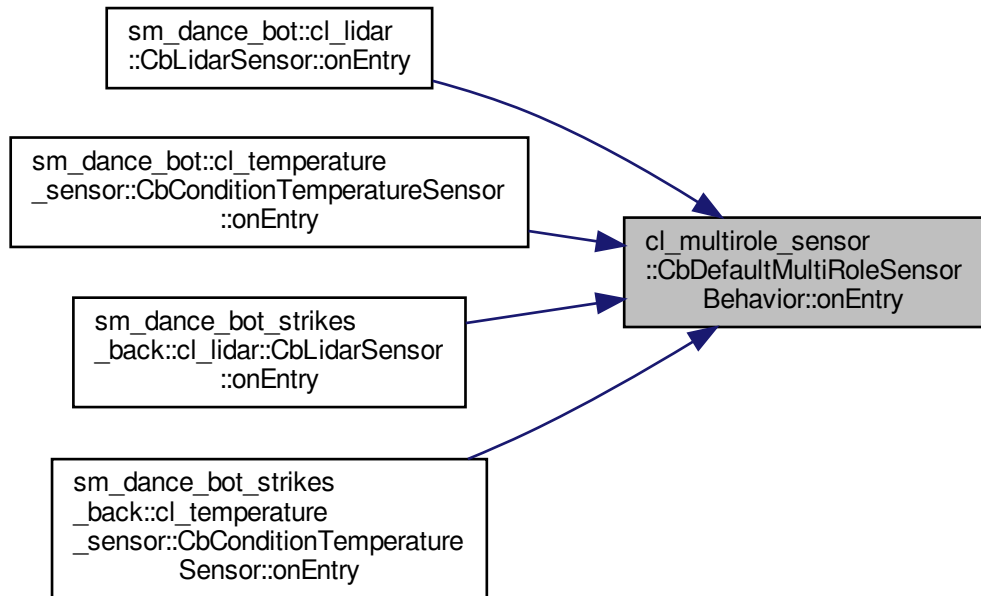 sm_dance_bot::cl_lidar
::CbLidarSensor::onEntry
sm_dance_bot::cl_temperature
_sensor::CbConditionTemperatureSensor
::onEntry
cl_multirole_sensor
::CbDefaultMultiRoleSensor
Behavior::onEntry
sm_dance_bot_strikes
_back::cl_lidar::CbLidarSensor
::onEntry
sm_dance_bot_strikes
_back::cl_temperature
_sensor::CbConditionTemperature
Sensor::onEntry